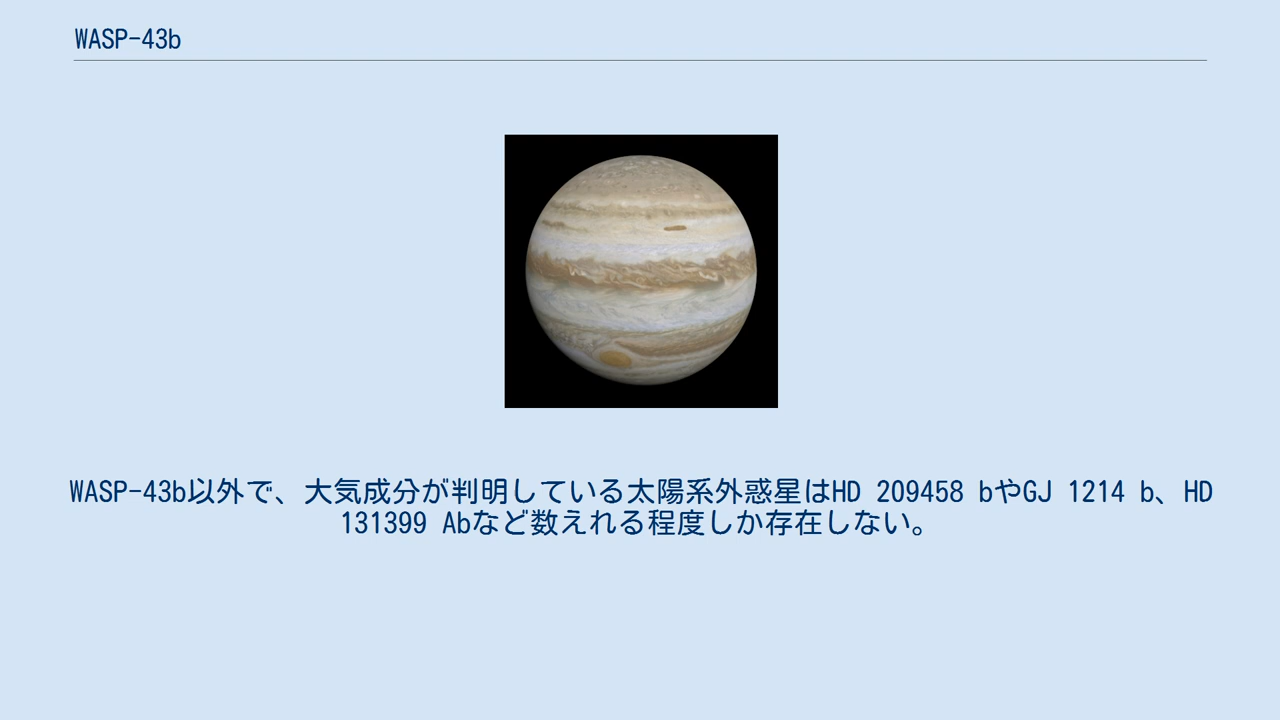 WASP-43b
WASP-43b以外で、大気成分が判明している太陽系外惑星はHD 209458 bやGJ 1214 b、HD
131399 Abなど数えれる程度しか存在しない。